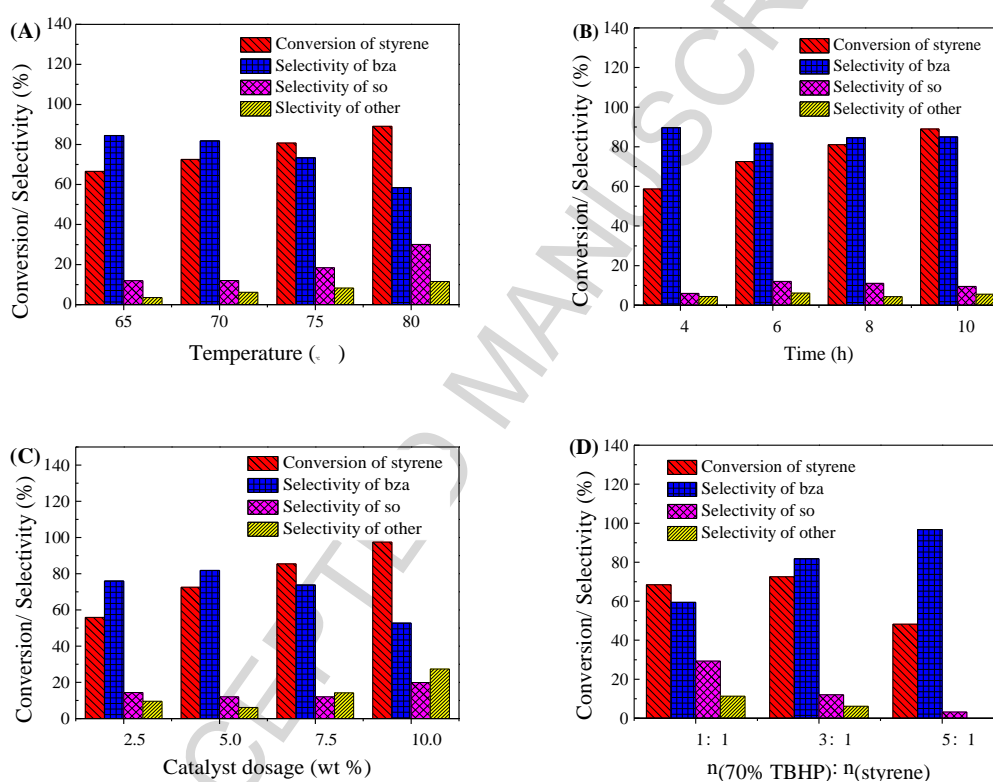 (A)
Conversion of styrene
Selectivity of bza
Selectivity of so
Slectivity of other
Conversion/ Selectivity (%)
140
120
100
80
60
40
20
0
65 70 75 80
Temperature ( )
(B)
Conversion of styrene
Selectivity of bza
Selectivity of so
Selectivity of other
Conversion/ Selectivity (%)
140
120
100
80
60
40
20
0
4 6 8 10
Time (h)
(C)
Conversion of styrene
Selectivity of bza
Selectivity of so
Selectivity of other
Conversion/ Selectivity (%)
140
120
100
80
60
40
20
0
2.5 5.0 7.5 10.0
Catalyst dosage (wt %)
(D)
Conversion of styrene
Selectivity of bza
Selectivity of so
Selectivity of other
Conversion/ Selectivity (%)
140
120
100
80
60
40
20
0
1: 1 3: 1 5: 1
n(70% TBHP): n(styrene)
CEPTED MANUSCR